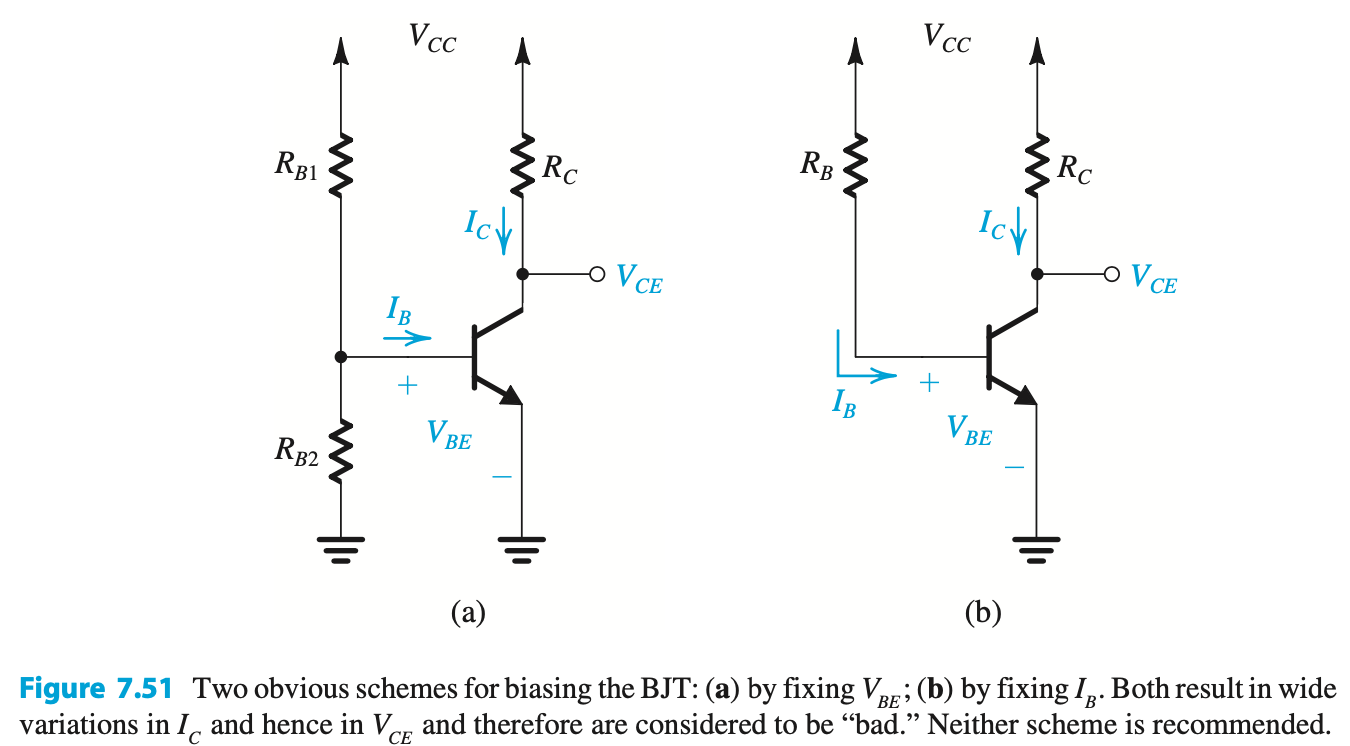 V_CC
V_CC
R_B1
R_C
R_B
R_C
I_C
I_C
V_CE
V_CE
I_B
+
+
I_B
V_BE
V_BE
R_B2
−
−
(a)
(b)
Figure 7.51 Two obvious schemes for biasing the BJT: (a) by fixing V_BE; (b) by fixing I_B. Both result in wide
variations in I_C and hence in V_CE and therefore are considered to be “bad.” Neither scheme is recommended.